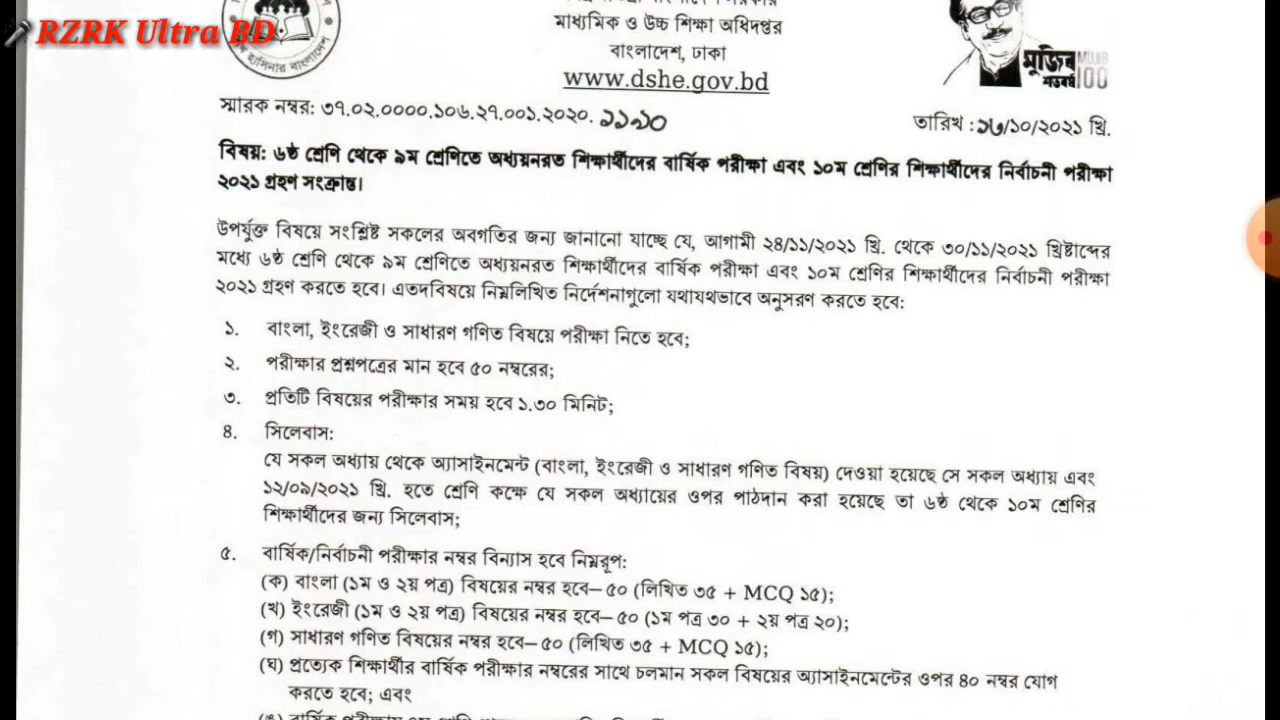 RZRK Ultra BD
মাধ্যমিক ও উচ্চ শিক্ষা অধিদপ্তর
বাংলাদেশ, ঢাকা
www.dshe.gov.bd
মুজিব MUJIB
শতবর্ষ 100
স্মারক নম্বর: ৩৭.০২.০০০০.১০৬.২৭.০০১.২০২০. ১১৯০
তারিখ : ১৮/১০/২০২১ খ্রি.
বিষয়: ৬ষ্ঠ শ্রেণি থেকে ৯ম শ্রেণিতে অধ্যয়নরত শিক্ষার্থীদের বার্ষিক পরীক্ষা এবং ১০ম শ্রেণির শিক্ষার্থীদের নির্বাচনী পরীক্ষা
২০২১ গ্রহণ সংক্রান্ত।
উপর্যুক্ত বিষয়ে সংশ্লিষ্ট সকলের অবগতির জন্য জানানো যাচ্ছে যে, আগামী ২৪/১১/২০২১ খ্রি. থেকে ৩০/১১/২০২১ খ্রিষ্টাব্দের
মধ্যে ৬ষ্ঠ শ্রেণি থেকে ৯ম শ্রেণিতে অধ্যয়নরত শিক্ষার্থীদের বার্ষিক পরীক্ষা এবং ১০ম শ্রেণির শিক্ষার্থীদের নির্বাচনী পরীক্ষা
২০২১ গ্রহণ করতে হবে। এতদবিষয়ে নিম্নলিখিত নির্দেশনাগুলো যথাযথভাবে অনুসরণ করতে হবে:
১. বাংলা, ইংরেজী ও সাধারণ গণিত বিষয়ে পরীক্ষা নিতে হবে;
২. পরীক্ষার প্রশ্নপত্রের মান হবে ৫০ নম্বরের;
৩. প্রতিটি বিষয়ের পরীক্ষার সময় হবে ১.৩০ মিনিট;
৪. সিলেবাস:
যে সকল অধ্যায় থেকে অ্যাসাইনমেন্ট (বাংলা, ইংরেজী ও সাধারণ গণিত বিষয়) দেওয়া হয়েছে সে সকল অধ্যায় এবং
১২/০৯/২০২১ খ্রি. হতে শ্রেণি কক্ষে যে সকল অধ্যায়ের ওপর পাঠদান করা হয়েছে তা ৬ষ্ঠ থেকে ১০ম শ্রেণির
শিক্ষার্থীদের জন্য সিলেবাস;
৫. বার্ষিক/নির্বাচনী পরীক্ষার নম্বর বিন্যাস হবে নিম্নরূপ:
(ক) বাংলা (১ম ও ২য় পত্র) বিষয়ের নম্বর হবে– ৫০ (লিখিত ৩৫ + MCQ ১৫);
(খ) ইংরেজী (১ম ও ২য় পত্র) বিষয়ের নম্বর হবে– ৫০ (১ম পত্র ৩০ + ২য় পত্র ২০);
(গ) সাধারণ গণিত বিষয়ের নম্বর হবে– ৫০ (লিখিত ৩৫ + MCQ ১৫);
(ঘ) প্রত্যেক শিক্ষার্থীর বার্ষিক পরীক্ষার নম্বরের সাথে চলমান সকল বিষয়ের অ্যাসাইনমেন্টের ওপর ৪০ নম্বর যোগ
করতে হবে; এবং